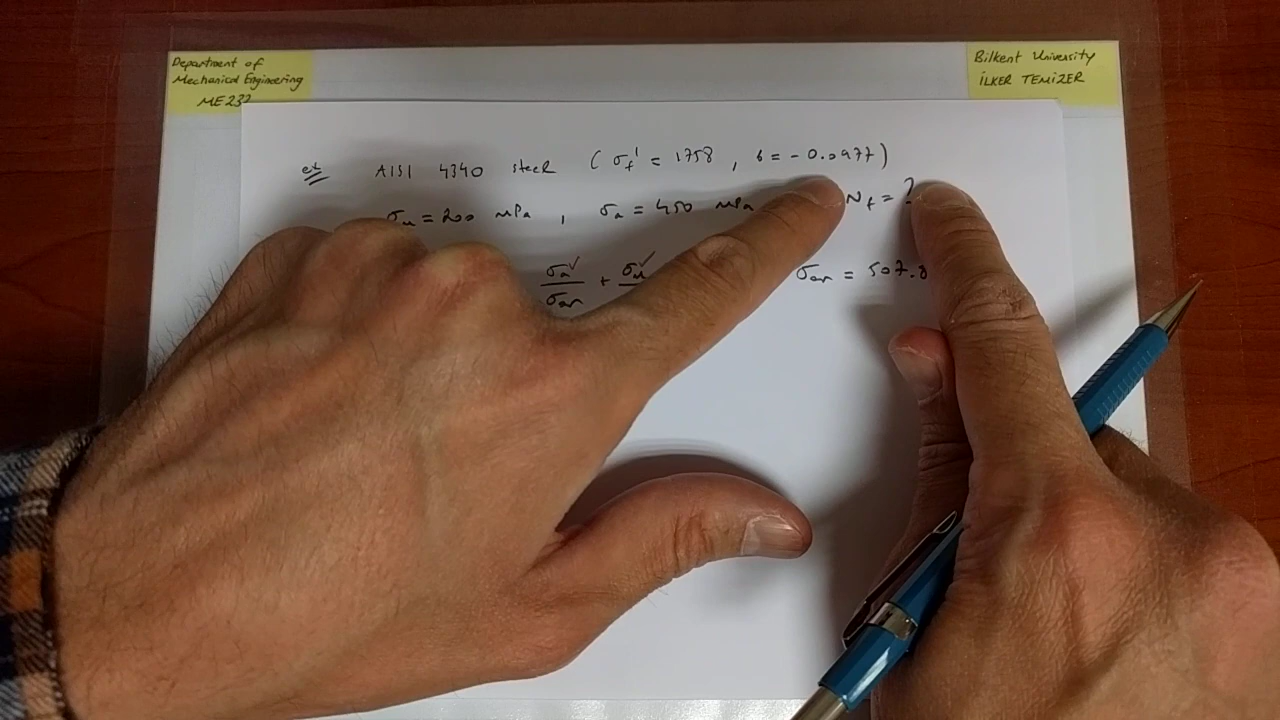 Department of
Mechanical Engineering
ME232
Bilkent University
İLKER TEMİZER
ex AISI 4340 steel (σf' = 1758 , b = -0.0977)
σm = 200 MPa , σa = 450 MPa Nf = ?
σa/σar + σm σar = 507.8